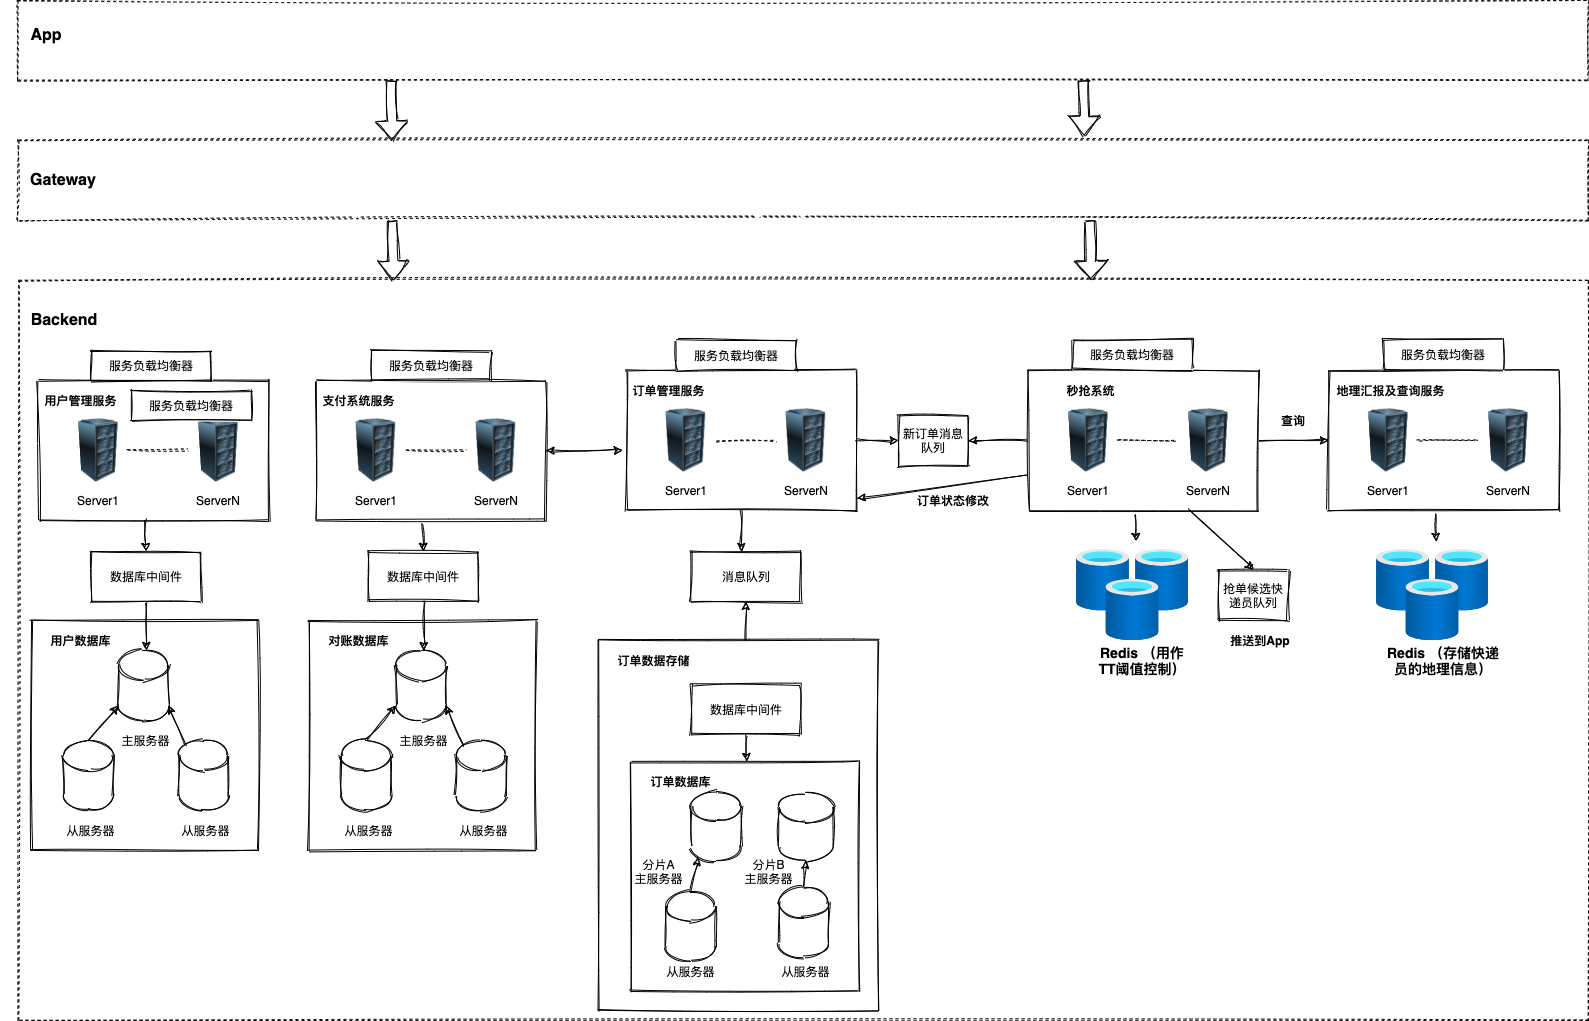 App
Gateway
Backend
服务负载均衡器
服务负载均衡器
服务负载均衡器
服务负载均衡器
服务负载均衡器
用户管理服务
服务负载均衡器
Server1
ServerN
支付系统服务
Server1
ServerN
订单管理服务
Server1
ServerN
新订单消息
队列
订单状态修改
秒抢系统
Server1
ServerN
查询
地理汇报及查询服务
Server1
ServerN
数据库中间件
数据库中间件
消息队列
抢单候选快
递员队列
推送到App
Redis （用作
TT阈值控制）
Redis （存储快递
员的地理信息）
用户数据库
主服务器
从服务器
从服务器
对账数据库
主服务器
从服务器
从服务器
订单数据存储
数据库中间件
订单数据库
分片A
主服务器
分片B
主服务器
从服务器
从服务器